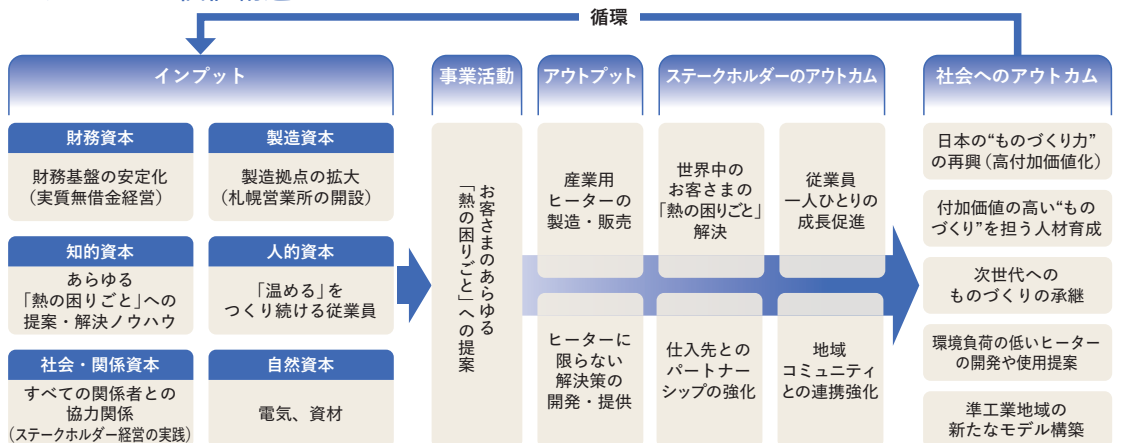 循環
インプット
財務資本
財務基盤の安定化
（実質無借金経営）
製造資本
製造拠点の拡大
（札幌営業所の開設）
知的資本
あらゆる
「熱の困りごと」への
提案・解決ノウハウ
人的資本
「温める」を
つくり続ける従業員
社会・関係資本
すべての関係者との
協力関係
（ステークホルダー経営の実践）
自然資本
電気、資材
事業活動
お客さまのあらゆる
「熱の困りごと」への提案
アウトプット
産業用
ヒーターの
製造・販売
ヒーターに
限らない
解決策の
開発・提供
ステークホルダーのアウトカム
世界中の
お客さまの
「熱の困りごと」
解決
従業員
一人ひとりの
成長促進
仕入先との
パートナー
シップの強化
地域
コミュニティ
との連携強化
社会へのアウトカム
日本の“ものづくり力”
の再興（高付加価値化）
付加価値の高い“もの
づくり”を担う人材育成
次世代への
ものづくりの承継
環境負荷の低いヒーター
の開発や使用提案
準工業地域の
新たなモデル構築